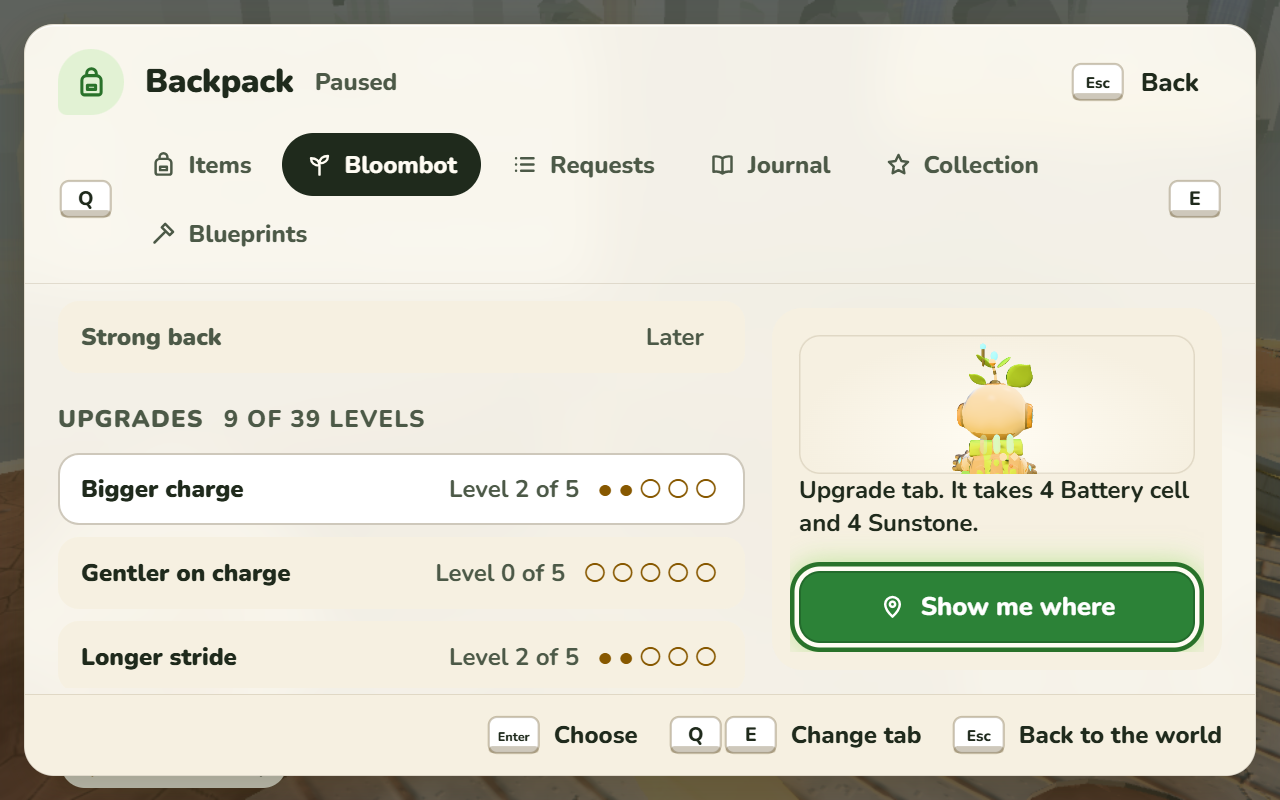 Backpack Paused
Esc Back
Items Bloombot Requests Journal Collection
Q
E
Blueprints
Strong back Later
UPGRADES 9 OF 39 LEVELS
Bigger charge Level 2 of 5
Gentler on charge Level 0 of 5
Longer stride Level 2 of 5
Upgrade tab. It takes 4 Battery cell
and 4 Sunstone.
Show me where
Enter Choose Q E Change tab Esc Back to the world